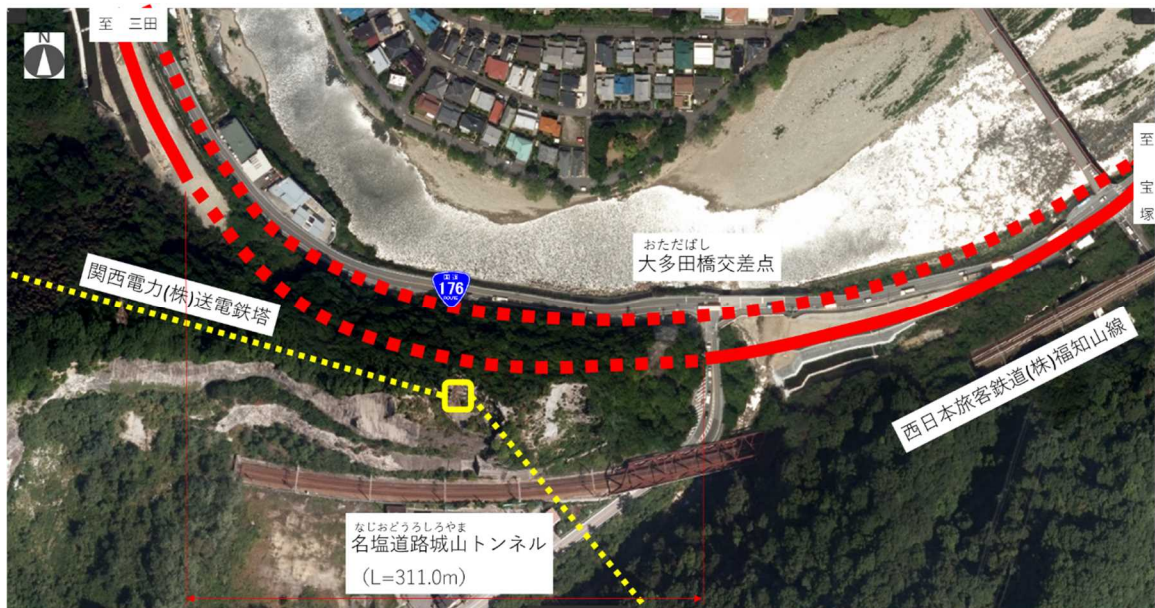 至　三田
N
至
宝
塚
おただばし
大多田橋交差点
国道
176
ROUTE
関西電力(株)送電鉄塔
西日本旅客鉄道(株)福知山線
なじおどうろしろやま
名塩道路城山トンネル
（L=311.0m）